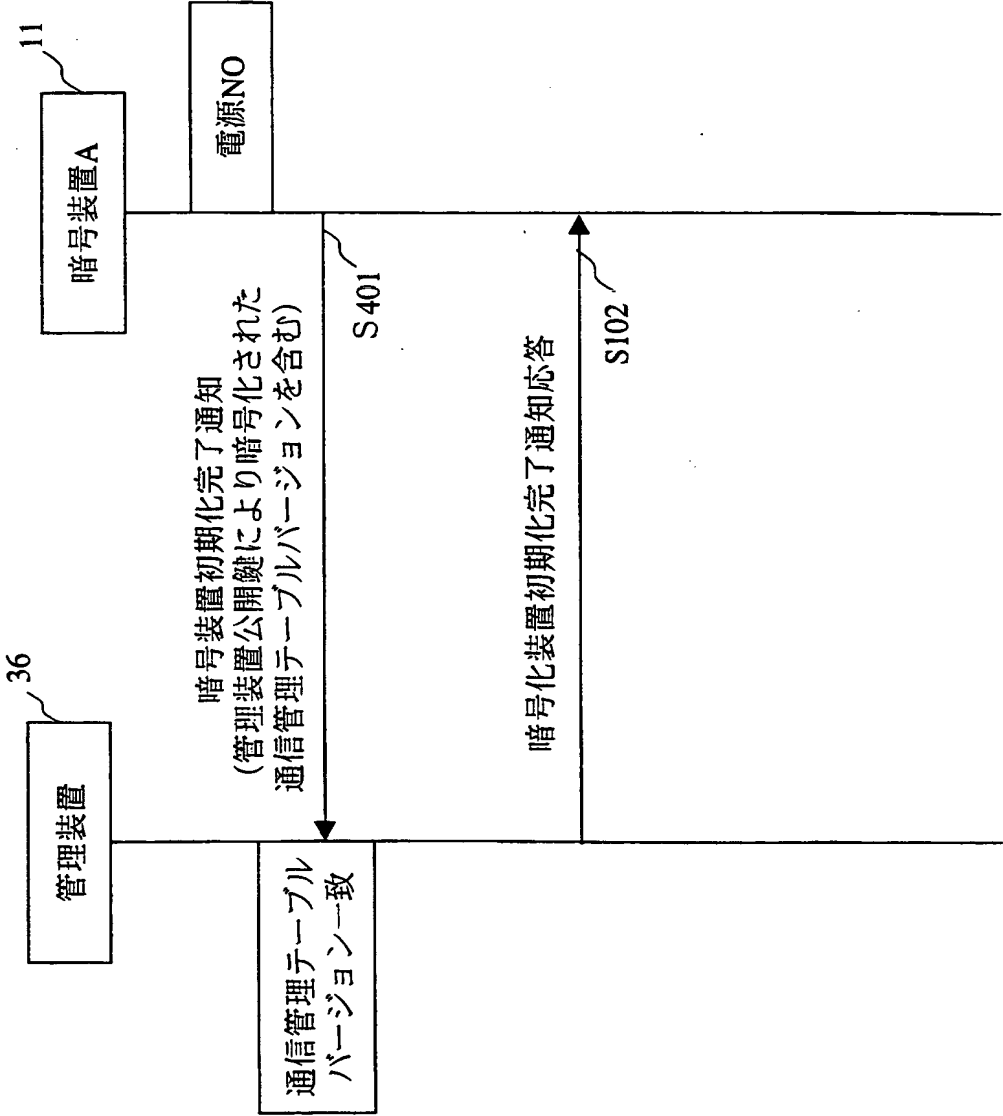 36
管理装置
11
暗号装置A
電源NO
暗号装置初期化完了通知
(管理装置公開鍵により暗号化された
通信管理テーブルバージョンを含む)
S401
通信管理テーブル
バージョン一致
暗号化装置初期化完了通知応答
S102